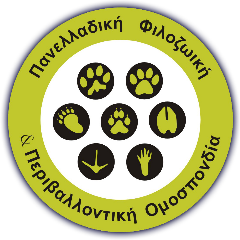 Πανελλαδική Φιλοζωική
& Περιβαλλοντική Ομοσπονδία